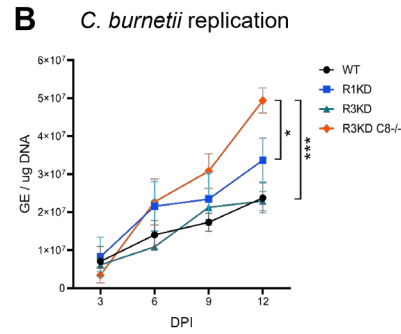 B C. burnetii replication
GE / ug DNA
6×10⁷
5×10⁷
4×10⁷
3×10⁷
2×10⁷
1×10⁷
0
3 6 9 12
DPI
WT
R1KD
R3KD
R3KD C8-/-
*
***